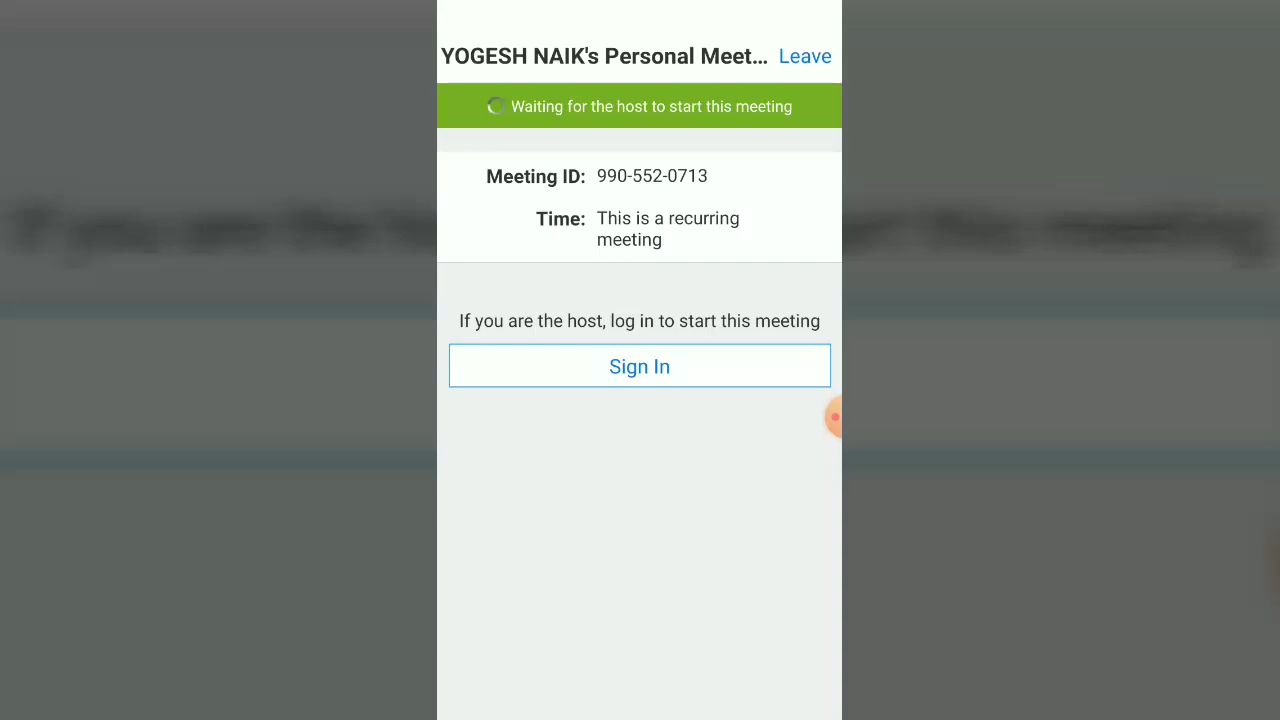 YOGESH NAIK's Personal Meet... Leave
Waiting for the host to start this meeting
Meeting ID: 990-552-0713
Time: This is a recurring
meeting
If you are the host, log in to start this meeting
Sign In